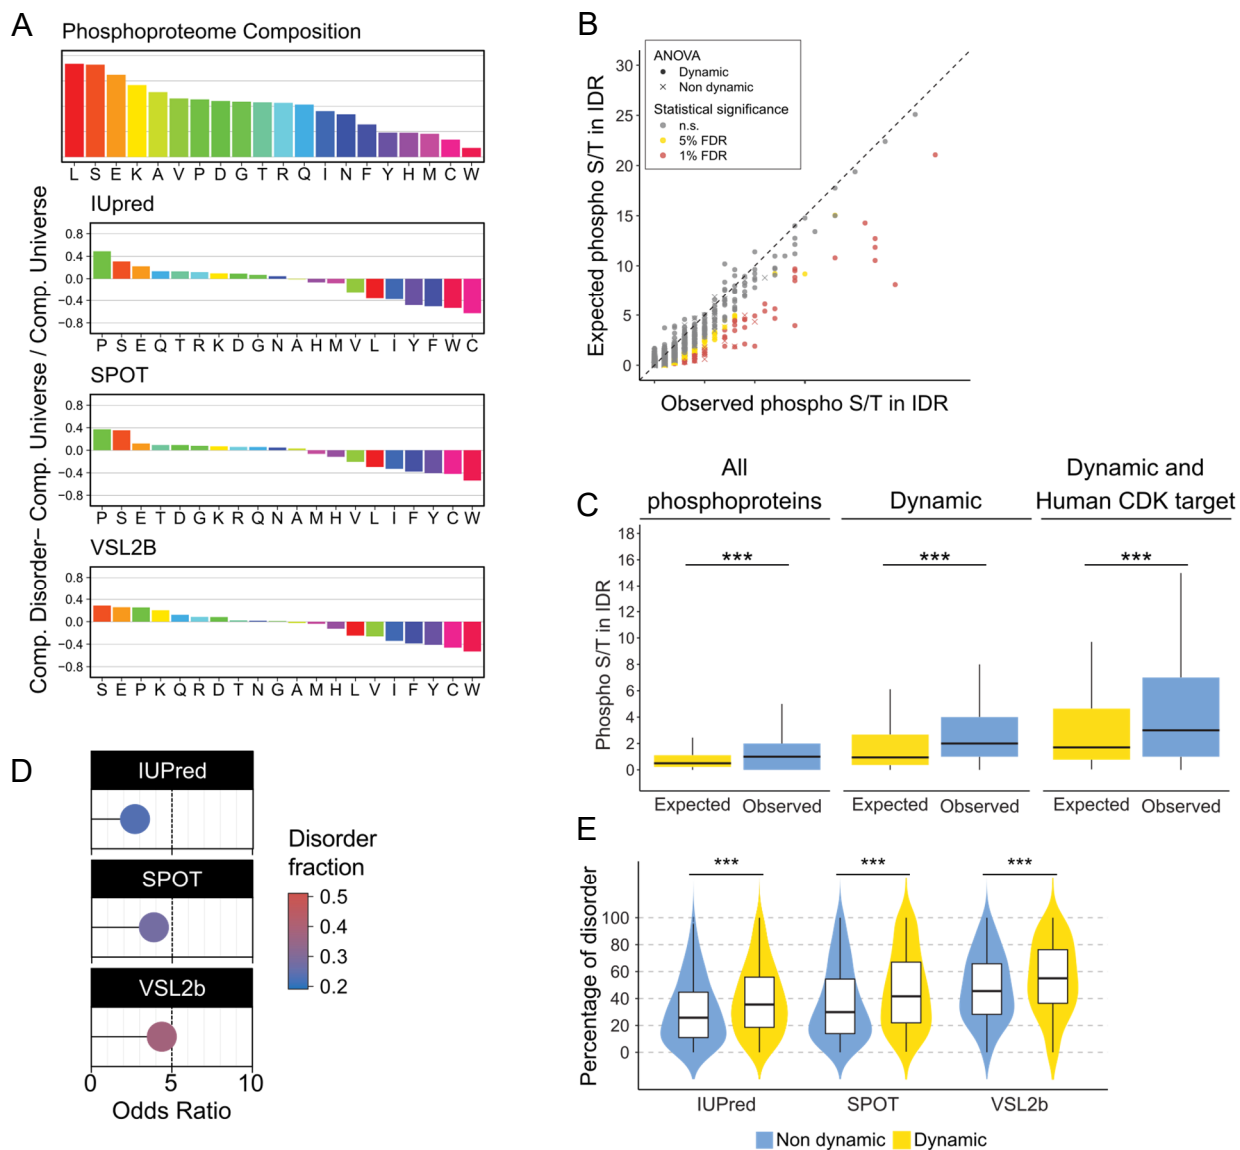 A
Phosphoproteome Composition
L S E K A V P D G T R Q I N F Y H M C W
Comp. Disorder– Comp. Universe / Comp. Universe
IUpred
0.8
0.4
0.0
−0.4
−0.8
P S E Q T R K D G N A H M V L I Y F W C
SPOT
0.8
0.4
0.0
−0.4
−0.8
P S E T D G K R Q N A M H V L I F Y C W
VSL2B
0.8
0.4
0.0
−0.4
−0.8
S E P K Q R D T N G A M H L V I F Y C W
B
ANOVA
Dynamic
Non dynamic
Statistical significance
n.s.
5% FDR
1% FDR
Expected phospho S/T in IDR
30
25
20
15
10
5
0
Observed phospho S/T in IDR
C
All
phosphoproteins
Dynamic
Dynamic and
Human CDK target
Phospho S/T in IDR
18
16
14
12
10
8
6
4
2
0
***
***
***
Expected Observed
Expected Observed
Expected Observed
D
IUPred
SPOT
VSL2b
0 5 10
Odds Ratio
Disorder
fraction
0.5
0.4
0.3
0.2
E
Percentage of disorder
100
80
60
40
20
0
***
***
***
IUPred SPOT VSL2b
Non dynamic Dynamic